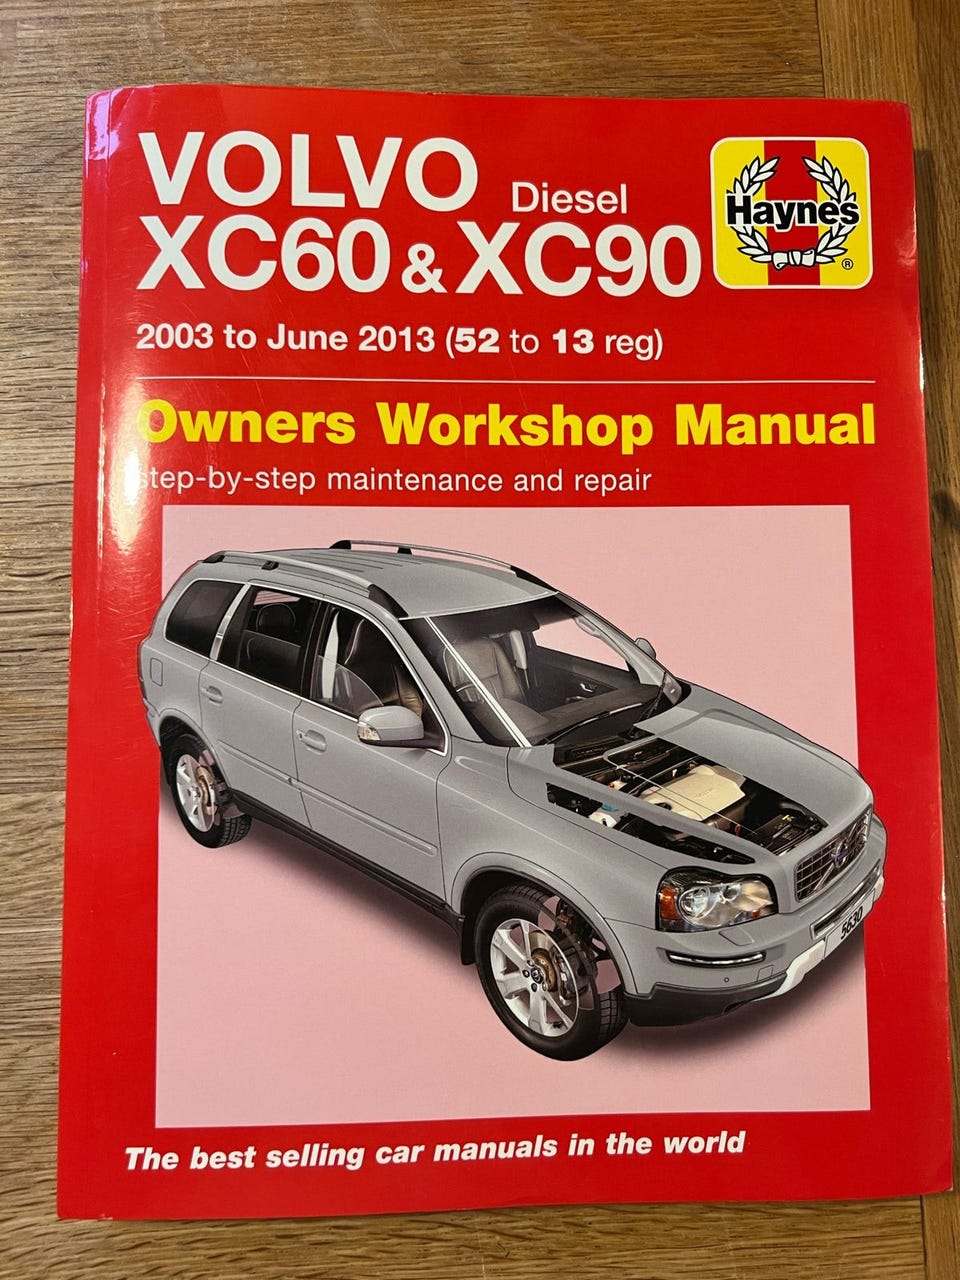 VOLVO Diesel
XC60 & XC90
Haynes
®
2003 to June 2013 (52 to 13 reg)
Owners Workshop Manual
step-by-step maintenance and repair
5630
The best selling car manuals in the world